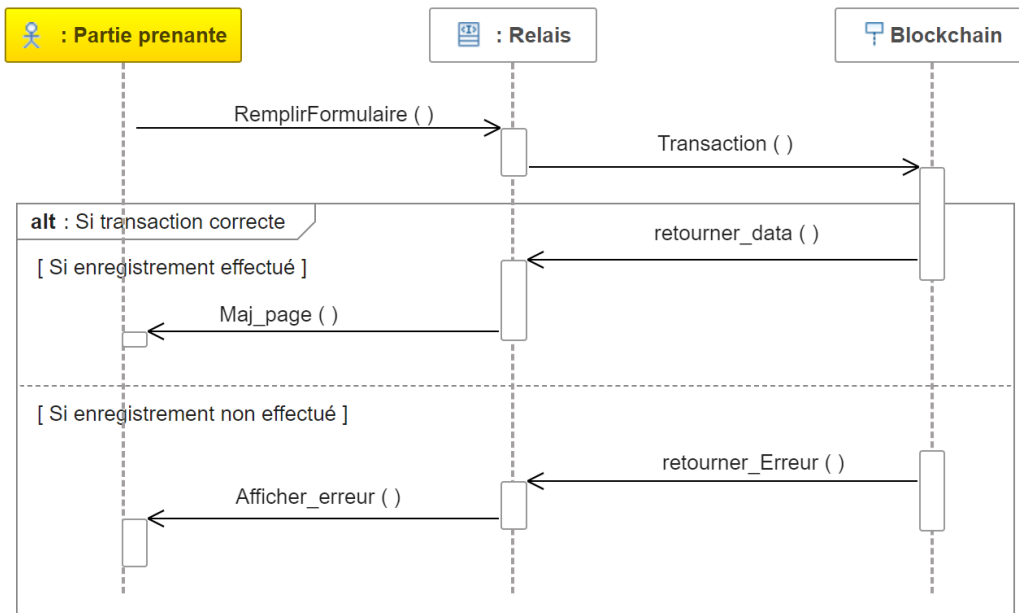 : Partie prenante
: Relais
Blockchain
RemplirFormulaire ( )
Transaction ( )
alt : Si transaction correcte
retourner_data ( )
[ Si enregistrement effectué ]
Maj_page ( )
[ Si enregistrement non effectué ]
retourner_Erreur ( )
Afficher_erreur ( )